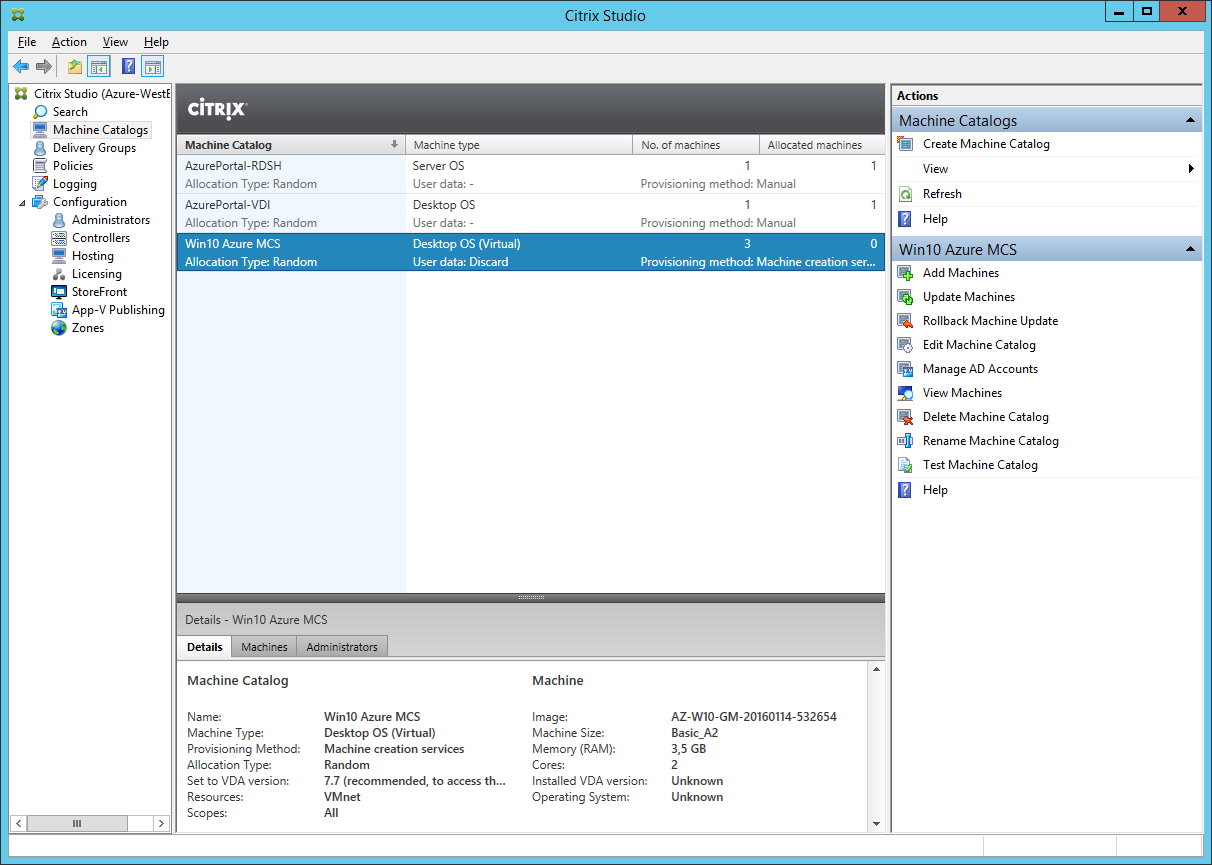 Citrix Studio
File Action View Help
Citrix Studio (Azure-WestE
Search
Machine Catalogs
Delivery Groups
Policies
Logging
Configuration
Administrators
Controllers
Hosting
Licensing
StoreFront
App-V Publishing
Zones
CITRIX
Machine Catalog Machine type No. of machines Allocated machines
AzurePortal-RDSH Server OS 1 1
Allocation Type: Random User data: - Provisioning method: Manual
AzurePortal-VDI Desktop OS 1 1
Allocation Type: Random User data: - Provisioning method: Manual
Win10 Azure MCS Desktop OS (Virtual) 3 0
Allocation Type: Random User data: Discard Provisioning method: Machine creation ser...
Details - Win10 Azure MCS
Details Machines Administrators
Machine Catalog Machine
Name: Win10 Azure MCS Image: AZ-W10-GM-20160114-532654
Machine Type: Desktop OS (Virtual) Machine Size: Basic_A2
Provisioning Method: Machine creation services Memory (RAM): 3,5 GB
Allocation Type: Random Cores: 2
Set to VDA version: 7.7 (recommended, to access th... Installed VDA version: Unknown
Resources: VMnet Operating System: Unknown
Scopes: All
Actions
Machine Catalogs
Create Machine Catalog
View
Refresh
Help
Win10 Azure MCS
Add Machines
Update Machines
Rollback Machine Update
Edit Machine Catalog
Manage AD Accounts
View Machines
Delete Machine Catalog
Rename Machine Catalog
Test Machine Catalog
Help